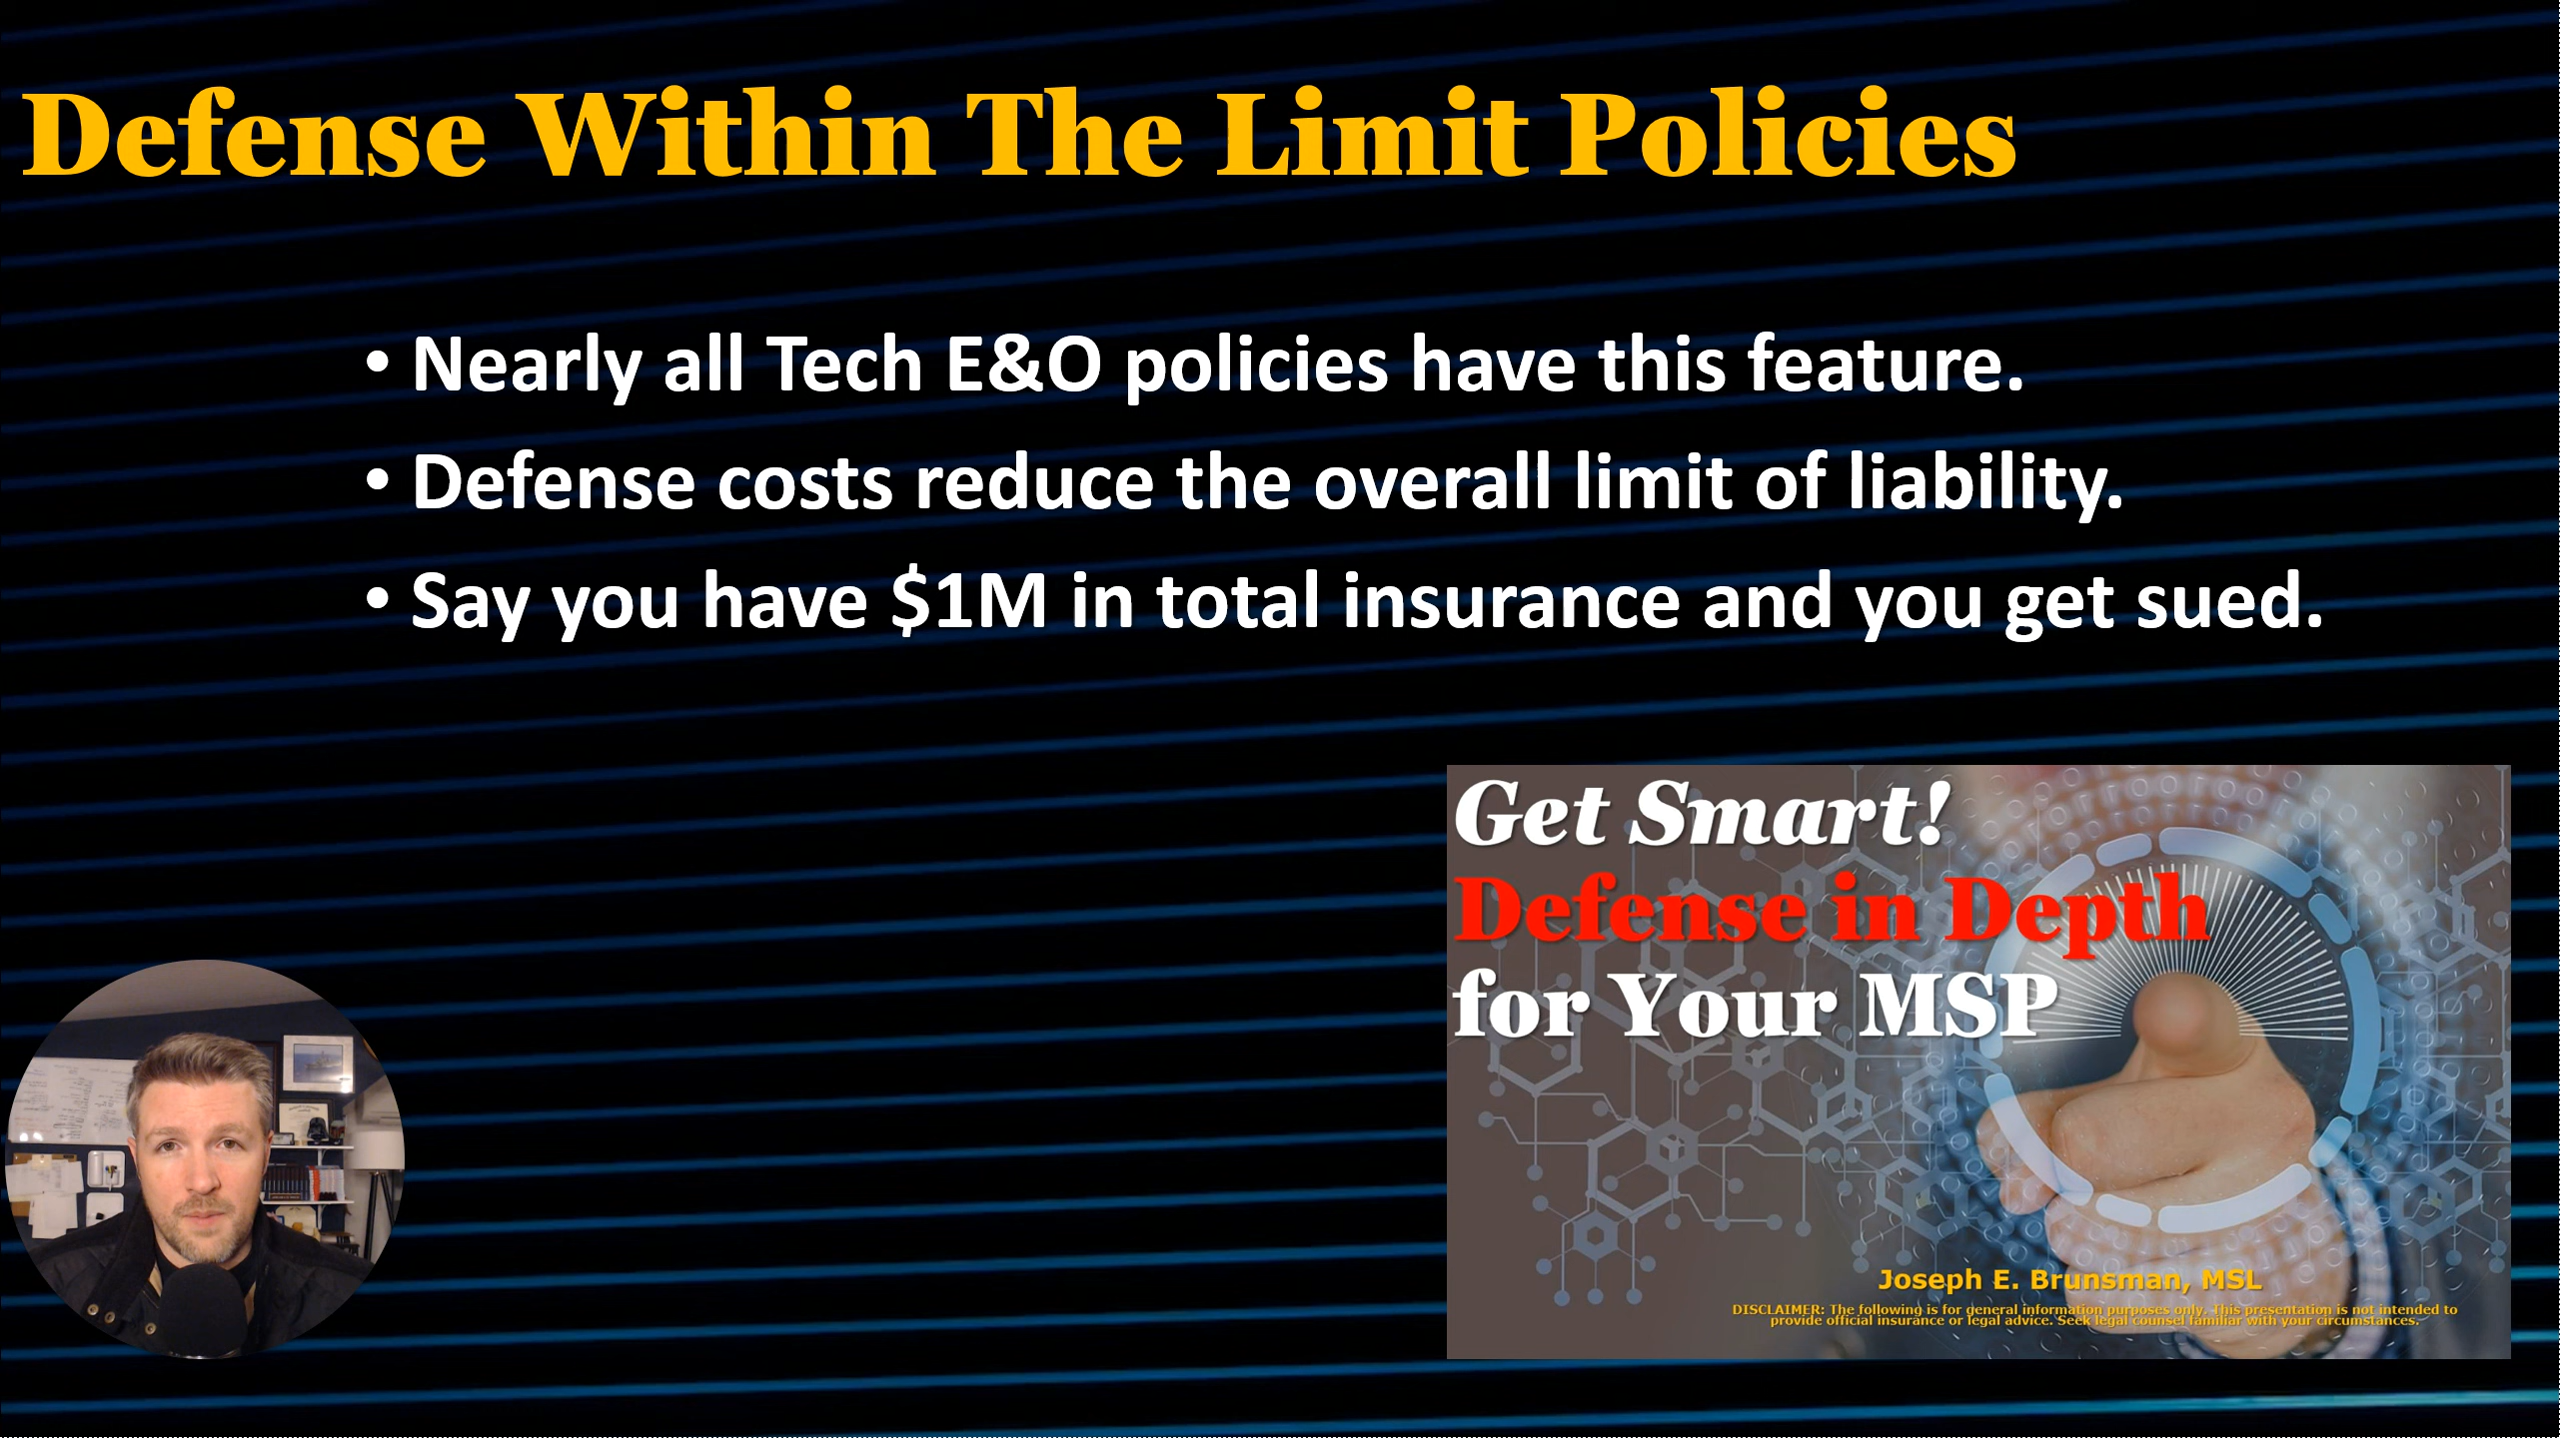 Defense Within The Limit Policies
• Nearly all Tech E&O policies have this feature.
• Defense costs reduce the overall limit of liability.
• Say you have $1M in total insurance and you get sued.
Get Smart!
Defense in Depth
for Your MSP
Joseph E. Brunsman, MSL
DISCLAIMER: The following is for general information purposes only. This presentation is not intended to
provide official insurance or legal advice. Seek legal counsel familiar with your circumstances.